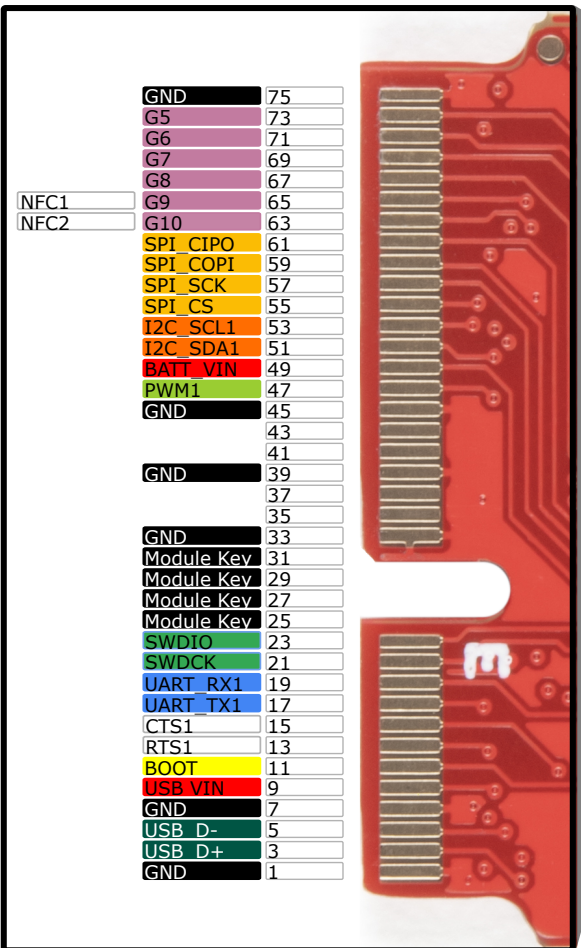 GND 75
G5 73
G6 71
G7 69
G8 67
NFC1 G9 65
NFC2 G10 63
SPI_CIPO 61
SPI_COPI 59
SPI_SCK 57
SPI_CS 55
I2C_SCL1 53
I2C_SDA1 51
BATT_VIN 49
PWM1 47
GND 45
43
41
GND 39
37
35
GND 33
Module Key 31
Module Key 29
Module Key 27
Module Key 25
SWDIO 23
SWDCK 21
UART_RX1 19
UART_TX1 17
CTS1 15
RTS1 13
BOOT 11
USB VIN 9
GND 7
USB_D- 5
USB_D+ 3
GND 1
E